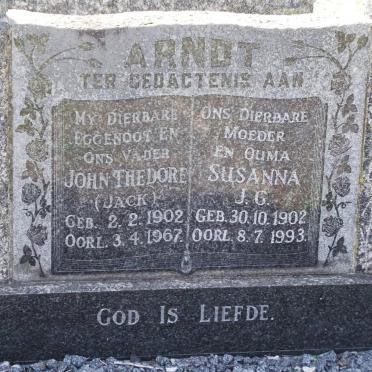 ARNDT
TER GEDACTENIS AAN
MY DIERBARE
EGGENOOT EN
ONS VADER
JOHN THEDORE
(JACK)
GEB. 2.2.1902.
OORL. 3.4.1967.
ONS DIERBARE
MOEDER
EN OUMA
SUSANNA
J.G.
GEB. 30.10.1902
OORL. 8.7.1993.
GOD IS LIEFDE.